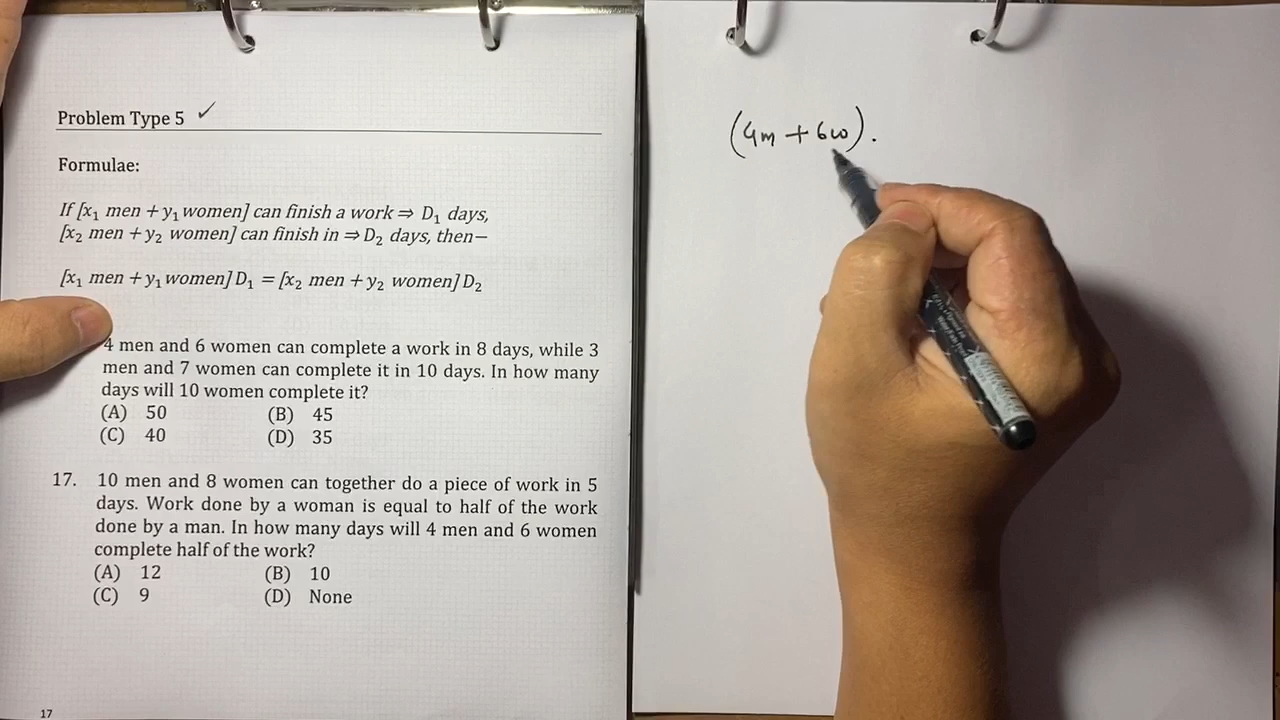 Problem Type 5 ✓
Formulae:
If [x₁ men + y₁ women] can finish a work ⇒ D₁ days,
[x₂ men + y₂ women] can finish in ⇒ D₂ days, then−
[x₁ men + y₁ women] D₁ = [x₂ men + y₂ women] D₂
4 men and 6 women can complete a work in 8 days, while 3
men and 7 women can complete it in 10 days. In how many
days will 10 women complete it?
(A) 50 (B) 45
(C) 40 (D) 35
17. 10 men and 8 women can together do a piece of work in 5
days. Work done by a woman is equal to half of the work
done by a man. In how many days will 4 men and 6 women
complete half of the work?
(A) 12 (B) 10
(C) 9 (D) None
17
(4m + 6w).